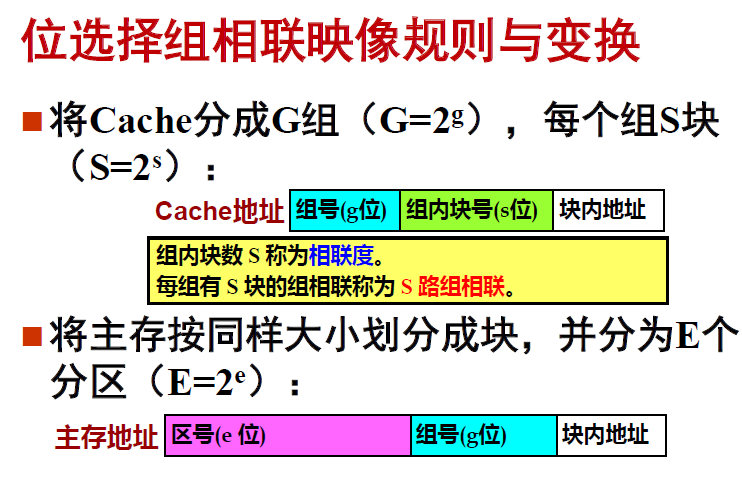 位选择组相联映像规则与变换
将Cache分成G组（G=2ᵍ），每个组S块
（S=2ˢ）：
Cache地址 组号(g位) 组内块号(s位) 块内地址
组内块数 S 称为相联度。
每组有 S 块的组相联称为 S 路组相联。
将主存按同样大小划分成块，并分为E个
分区（E=2ᵉ）：
主存地址 区号(e 位) 组号(g位) 块内地址